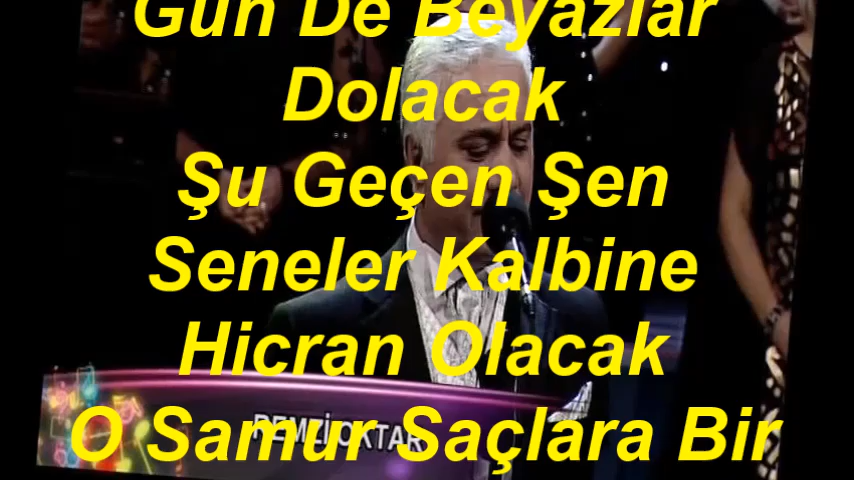 Gün De Beyazlar
Dolacak
Şu Geçen Şen
Seneler Kalbine
Hicran Olacak
O Samur Saçlara Bir